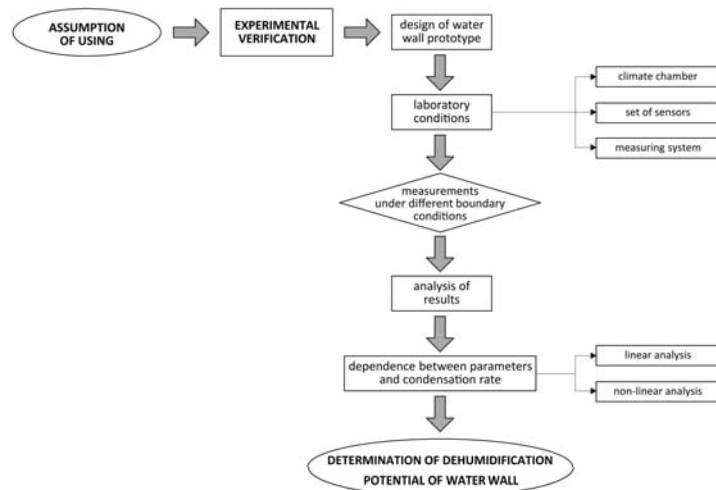 ASSUMPTION
OF USING
EXPERIMENTAL
VERIFICATION
design of water
wall prototype
laboratory
conditions
climate chamber
set of sensors
measuring system
measurements
under different boundary
conditions
analysis of
results
dependence between parameters
and condensation rate
linear analysis
non-linear analysis
DETERMINATION OF DEHUMIDIFICATION
POTENTIAL OF WATER WALL